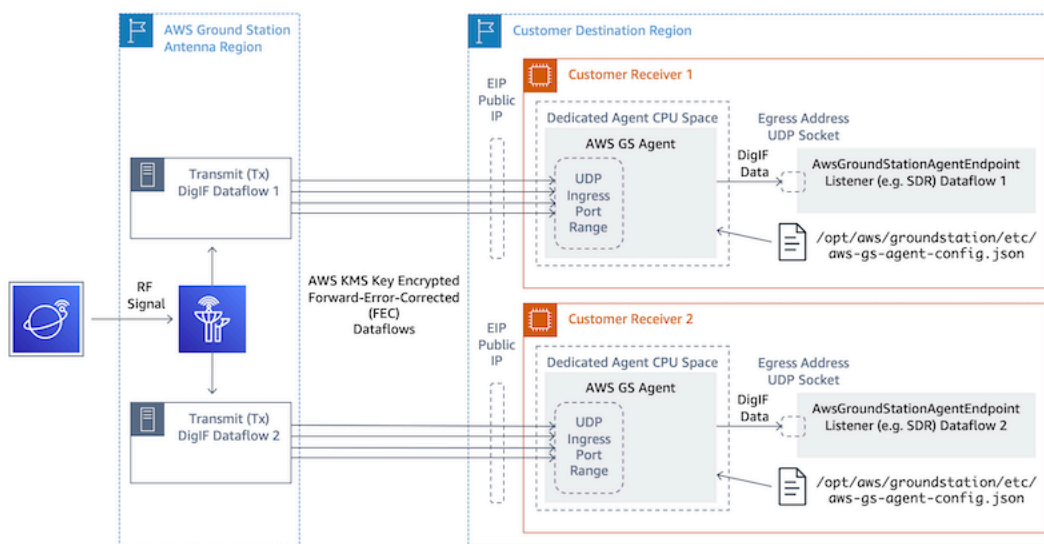 AWS Ground Station
Antenna Region
Customer Destination Region
EIP
Public
IP
Customer Receiver 1
Dedicated Agent CPU Space
AWS GS Agent
Egress Address
UDP Socket
Transmit (Tx)
DigIF Dataflow 1
UDP
Ingress
Port
Range
DigIF
Data
AwsGroundStationAgentEndpoint
Listener (e.g. SDR) Dataflow 1
/opt/aws/groundstation/etc/
aws-gs-agent-config.json
RF
Signal
AWS KMS Key Encrypted
Forward-Error-Corrected
(FEC)
Dataflows
EIP
Public
IP
Customer Receiver 2
Dedicated Agent CPU Space
AWS GS Agent
Egress Address
UDP Socket
Transmit (Tx)
DigIF Dataflow 2
UDP
Ingress
Port
Range
DigIF
Data
AwsGroundStationAgentEndpoint
Listener (e.g. SDR) Dataflow 2
/opt/aws/groundstation/etc/
aws-gs-agent-config.json